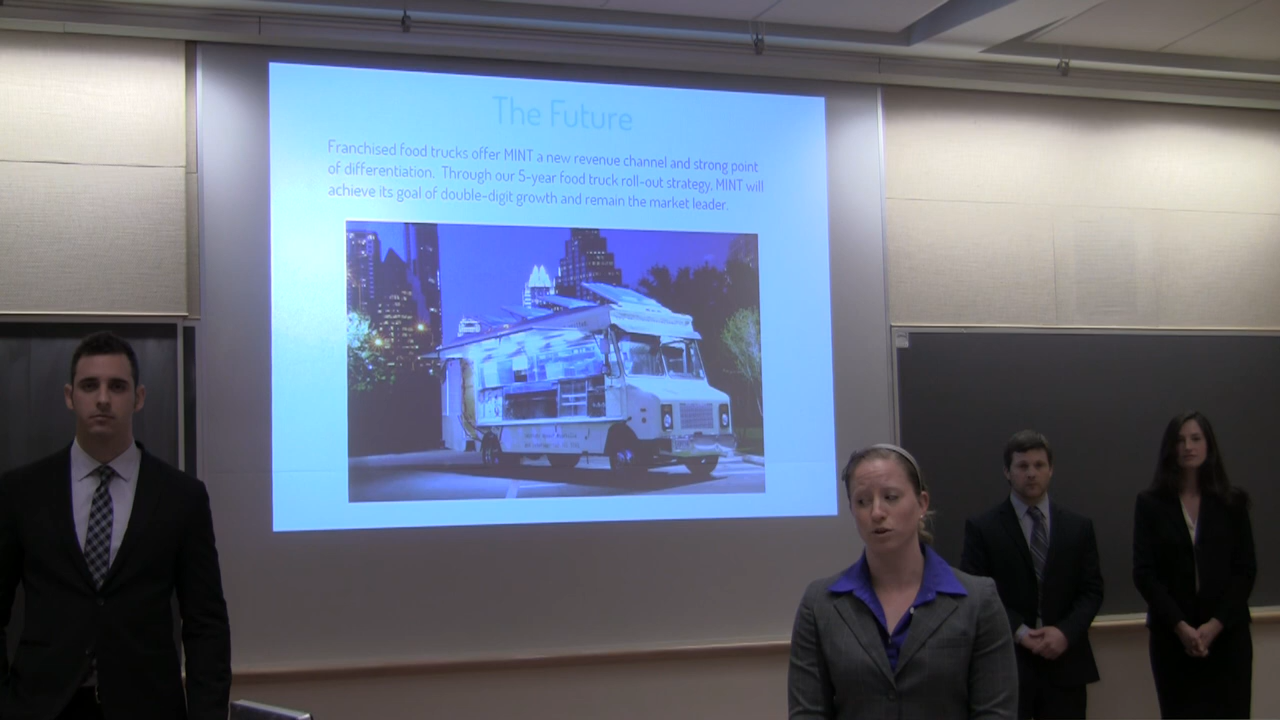 The Future
Franchised food trucks offer MINT a new revenue channel and strong point
of differentiation. Through our 5-year food truck roll-out strategy, MINT will
achieve its goal of double-digit growth and remain the market leader.